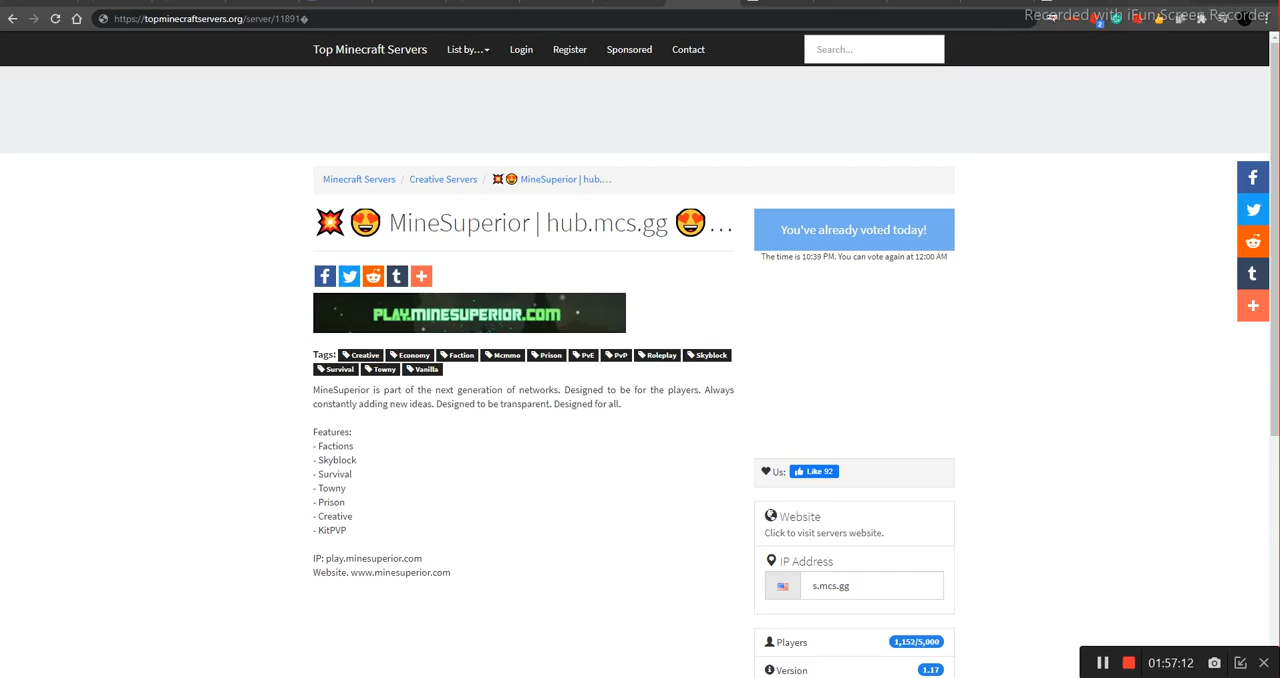 Recorded with iFun Screen Recorder
https://topminecraftservers.org/server/11891�
2
Top Minecraft Servers
List by...
Login
Register
Sponsored
Contact
Search...
Minecraft Servers / Creative Servers / 💥😍 MineSuperior | hub....
💥😍 MineSuperior | hub.mcs.gg 😍...
You've already voted today!
The time is 10:39 PM. You can vote again at 12:00 AM
PLAY.MINESUPERIOR.COM
Tags: Creative Economy Faction Mcmmo Prison PvE PvP Roleplay Skyblock
Survival Towny Vanilla
MineSuperior is part of the next generation of networks. Designed to be for the players. Always
constantly adding new ideas. Designed to be transparent. Designed for all.
Features:
- Factions
- Skyblock
- Survival
- Towny
- Prison
- Creative
- KitPVP
IP: play.minesuperior.com
Website. www.minesuperior.com
Us: Like 92
Website
Click to visit servers website.
IP Address
s.mcs.gg
Players 1,152/5,000
Version 1.17
01:57:12